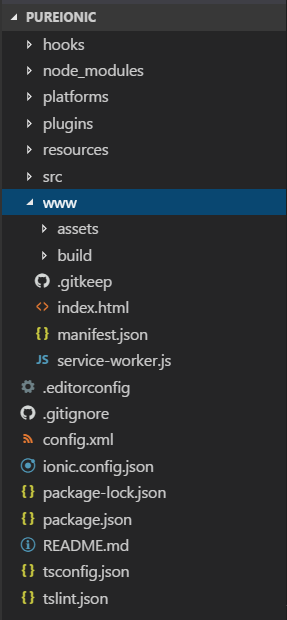 PUREIONIC
hooks
node_modules
platforms
plugins
resources
src
www
assets
build
.gitkeep
<> index.html
{ } manifest.json
JS service-worker.js
.editorconfig
.gitignore
config.xml
ionic.config.json
{ } package-lock.json
{ } package.json
README.md
{ } tsconfig.json
{ } tslint.json